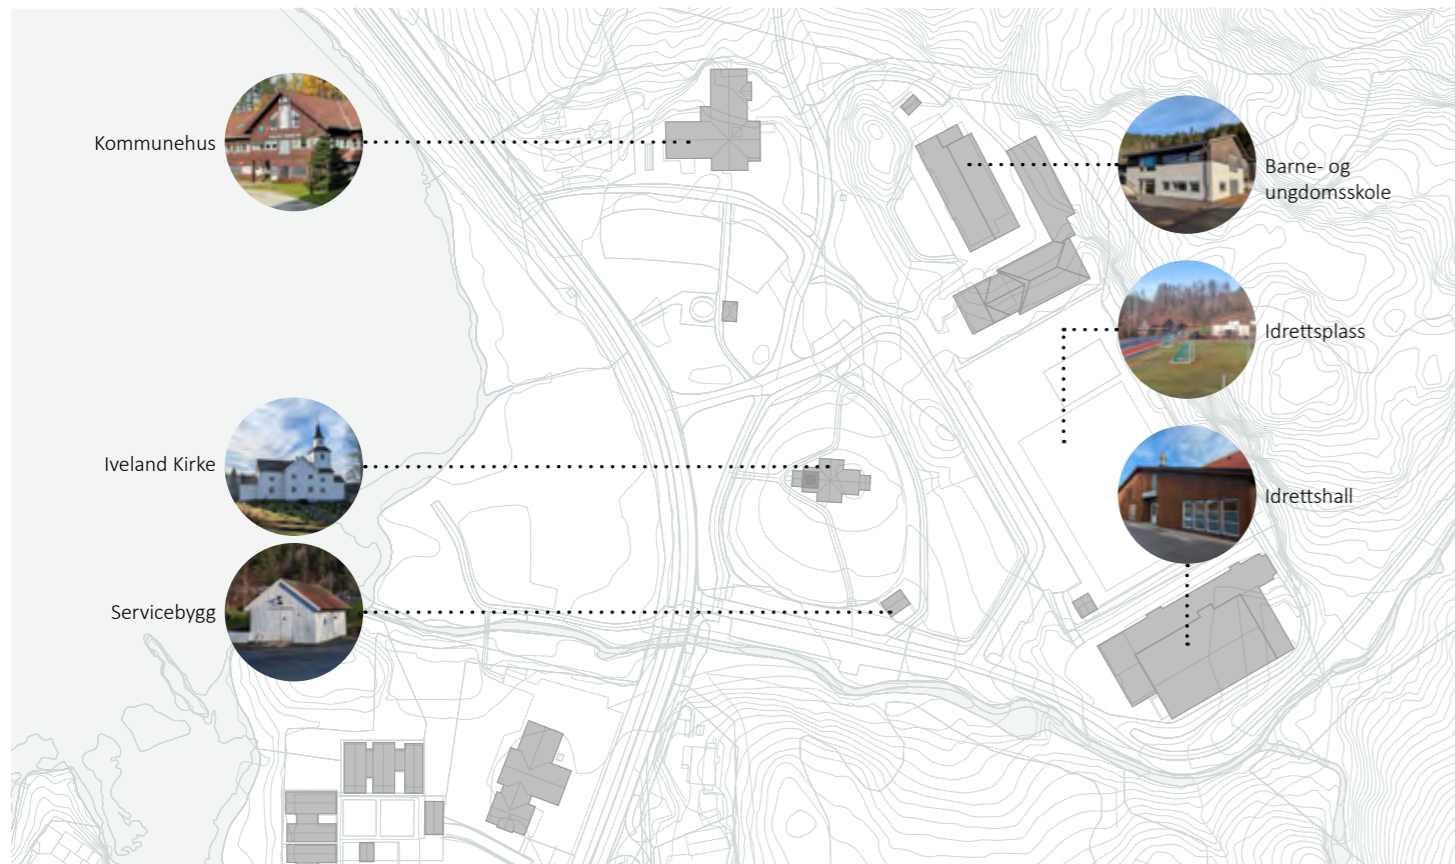 Kommunehus
Iveland Kirke
Servicebygg
Barne- og
ungdomsskole
Idrettsplass
Idrettshall